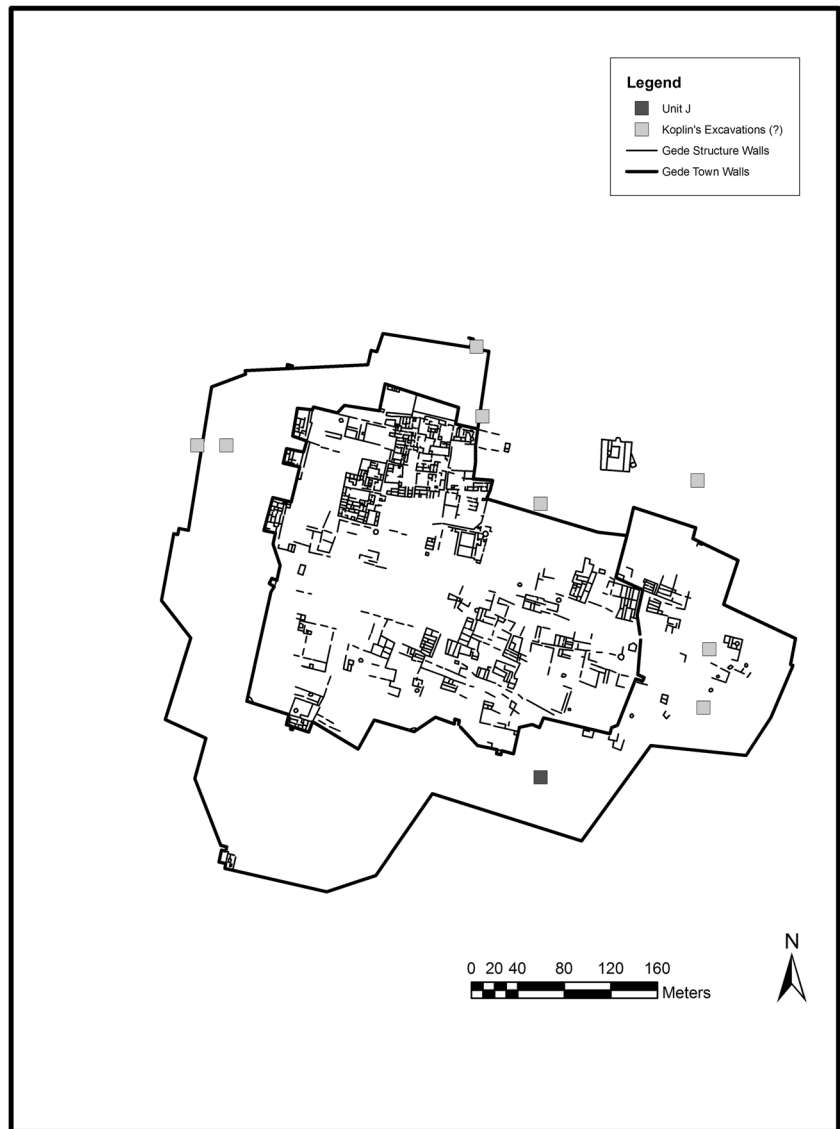 Legend
Unit J
Koplin's Excavations (?)
Gede Structure Walls
Gede Town Walls
N
0 20 40 80 120 160
Meters